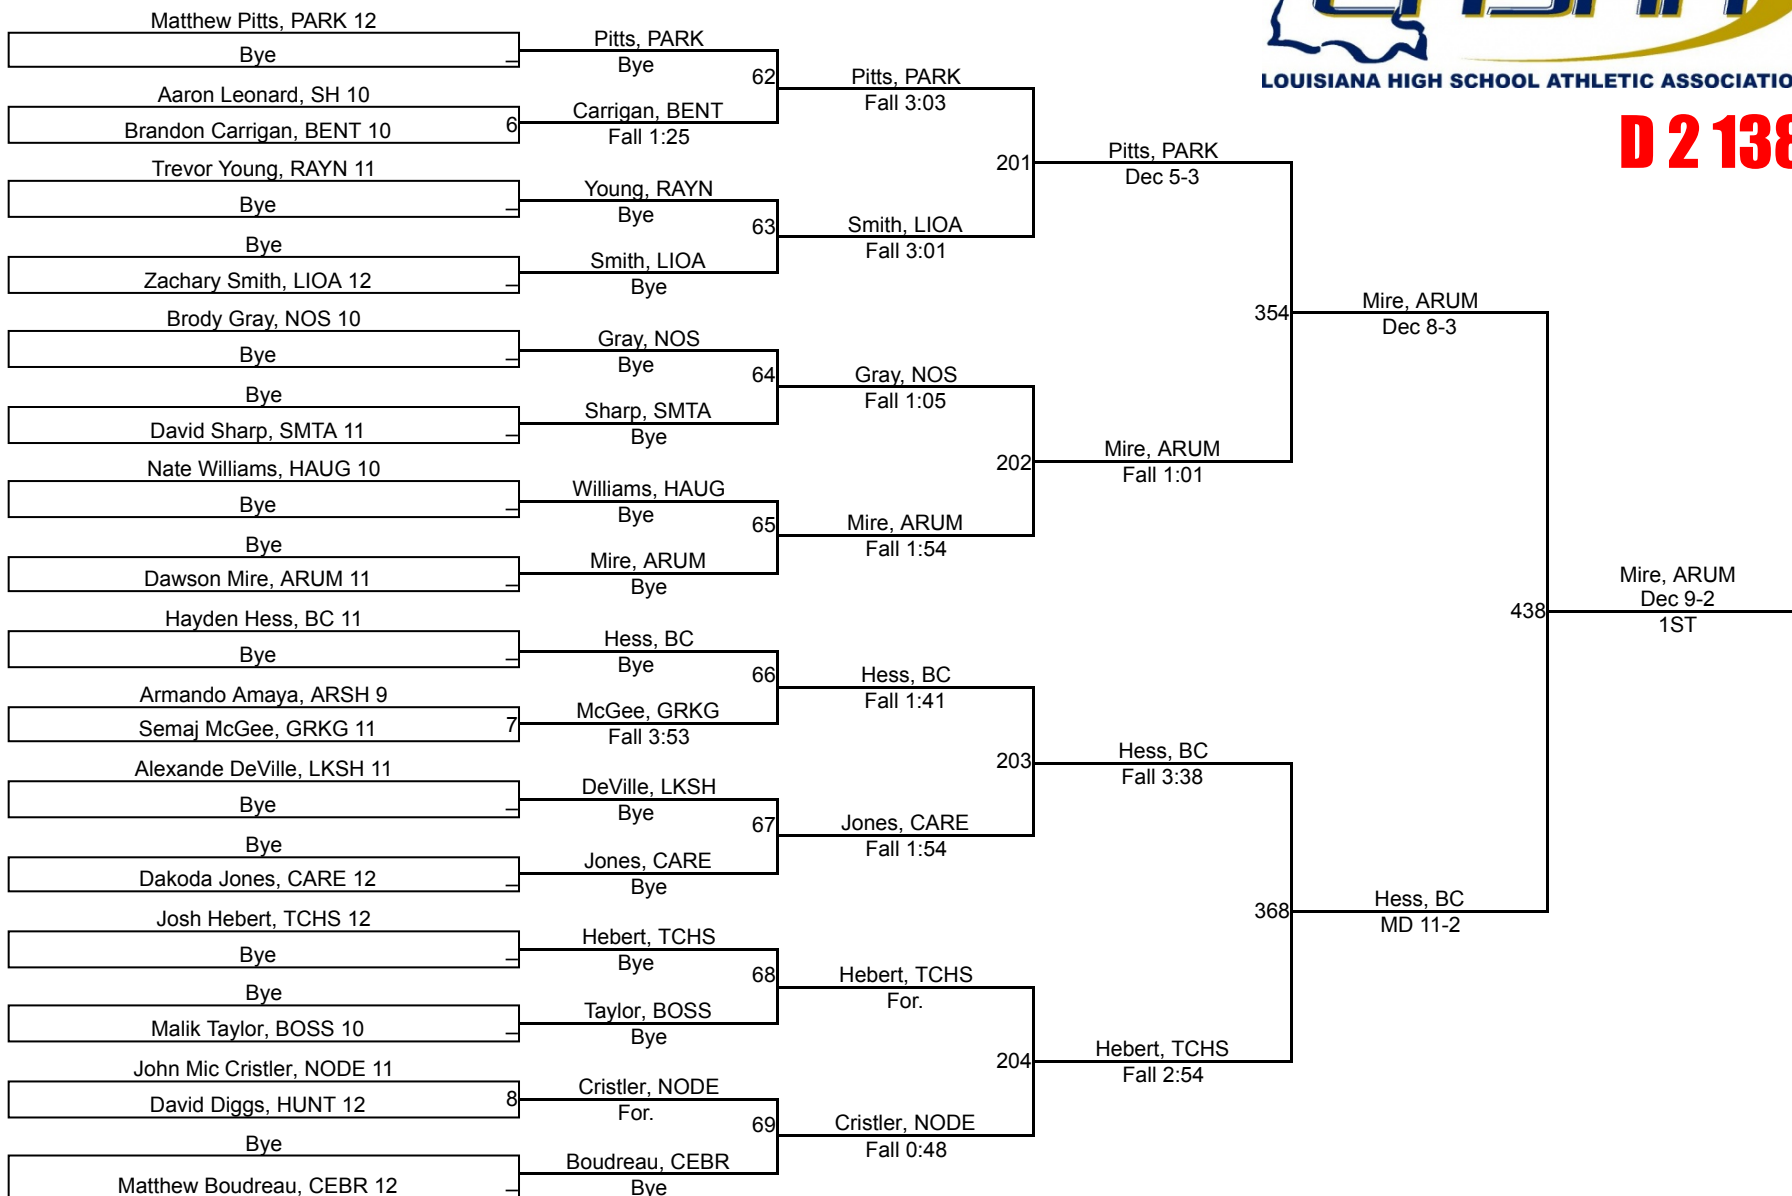 LOUISIANA HIGH SCHOOL ATHLETIC ASSOCIATIO
D 2 138
Matthew Pitts, PARK 12
Bye
_
Aaron Leonard, SH 10
Brandon Carrigan, BENT 10
6
Trevor Young, RAYN 11
Bye
_
Bye
Zachary Smith, LIOA 12
_
Brody Gray, NOS 10
Bye
_
Bye
David Sharp, SMTA 11
_
Nate Williams, HAUG 10
Bye
_
Bye
Dawson Mire, ARUM 11
_
Hayden Hess, BC 11
Bye
_
Armando Amaya, ARSH 9
Semaj McGee, GRKG 11
7
Alexande DeVille, LKSH 11
Bye
_
Bye
Dakoda Jones, CARE 12
_
Josh Hebert, TCHS 12
Bye
_
Bye
Malik Taylor, BOSS 10
_
John Mic Cristler, NODE 11
David Diggs, HUNT 12
8
Bye
Matthew Boudreau, CEBR 12
_
Pitts, PARK
Bye
62
Carrigan, BENT
Fall 1:25
Young, RAYN
Bye
63
Smith, LIOA
Bye
Gray, NOS
Bye
64
Sharp, SMTA
Bye
Williams, HAUG
Bye
65
Mire, ARUM
Bye
Hess, BC
Bye
66
McGee, GRKG
Fall 3:53
DeVille, LKSH
Bye
67
Jones, CARE
Bye
Hebert, TCHS
Bye
68
Taylor, BOSS
Bye
Cristler, NODE
For.
69
Boudreau, CEBR
Bye
Pitts, PARK
Fall 3:03
201
Smith, LIOA
Fall 3:01
Gray, NOS
Fall 1:05
202
Mire, ARUM
Fall 1:54
Hess, BC
Fall 1:41
203
Jones, CARE
Fall 1:54
Hebert, TCHS
For.
204
Cristler, NODE
Fall 0:48
Pitts, PARK
Dec 5-3
354
Mire, ARUM
Fall 1:01
Hess, BC
Fall 3:38
368
Hebert, TCHS
Fall 2:54
Mire, ARUM
Dec 8-3
438
Hess, BC
MD 11-2
Mire, ARUM
Dec 9-2
1ST